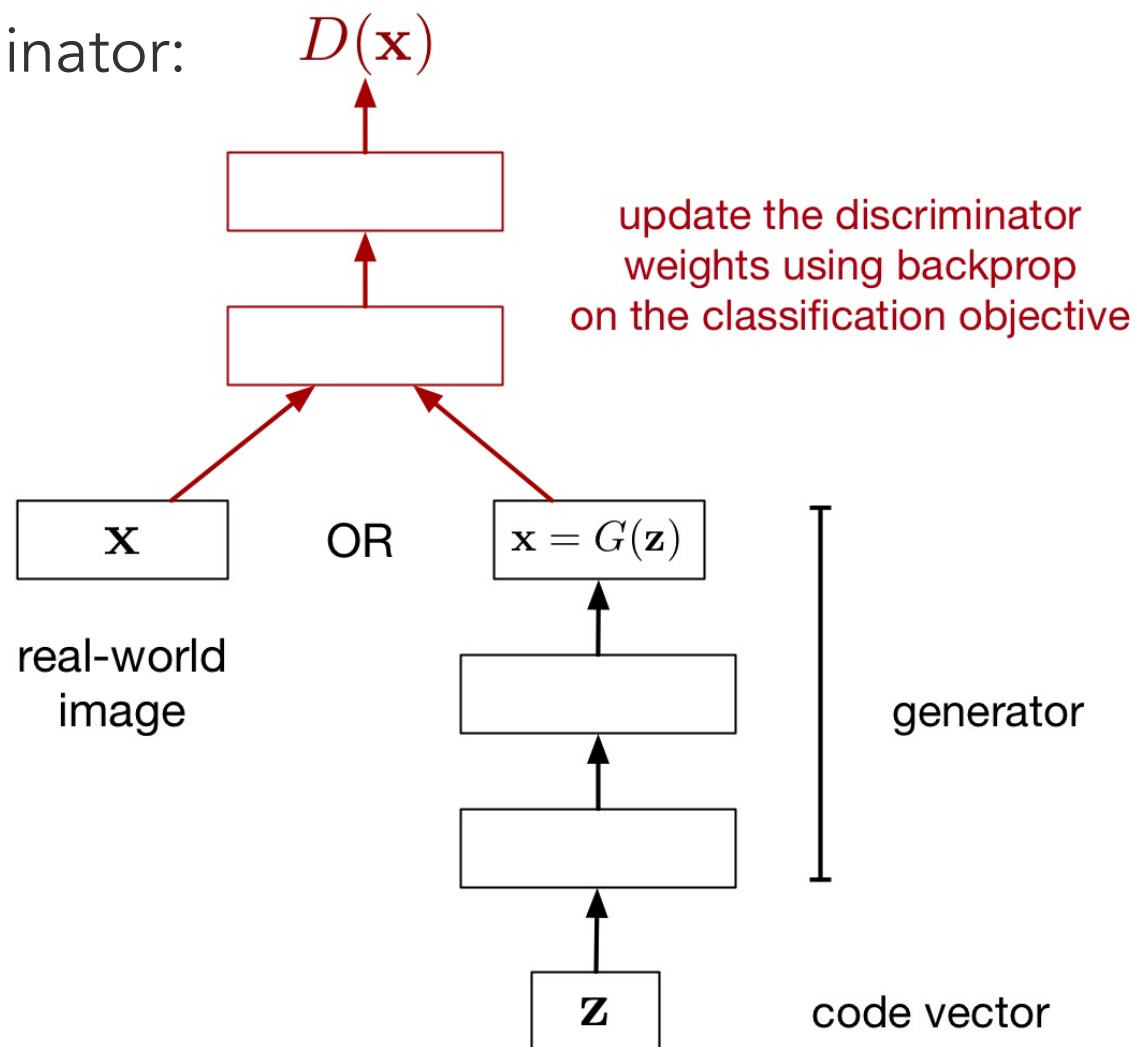 inator:
D(x)
update the discriminator
weights using backprop
on the classification objective
x
OR
x = G(z)
real-world
image
generator
z
code vector